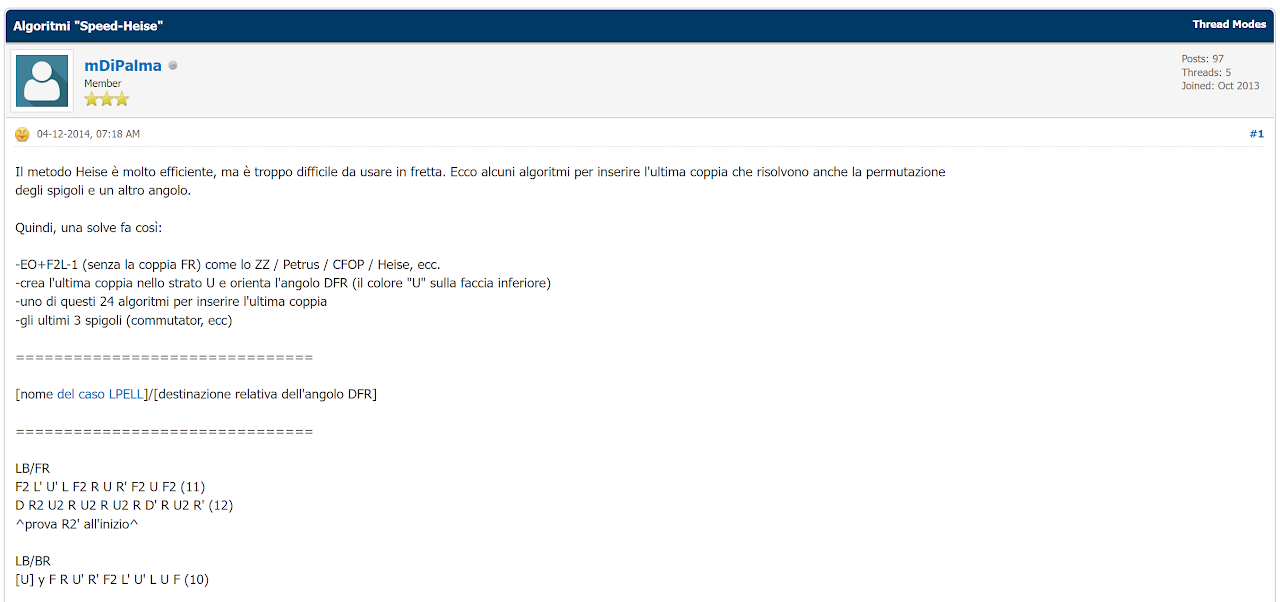 Algoritmi "Speed-Heise"
Thread Modes
mDiPalma
Member
Posts: 97
Threads: 5
Joined: Oct 2013
04-12-2014, 07:18 AM
#1
Il metodo Heise è molto efficiente, ma è troppo difficile da usare in fretta. Ecco alcuni algoritmi per inserire l'ultima coppia che risolvono anche la permutazione
degli spigoli e un altro angolo.
Quindi, una solve fa così:
-EO+F2L-1 (senza la coppia FR) come lo ZZ / Petrus / CFOP / Heise, ecc.
-crea l'ultima coppia nello strato U e orienta l'angolo DFR (il colore "U" sulla faccia inferiore)
-uno di questi 24 algoritmi per inserire l'ultima coppia
-gli ultimi 3 spigoli (commutator, ecc)
===============================
[nome del caso LPELL]/[destinazione relativa dell'angolo DFR]
===============================
LB/FR
F2 L' U' L F2 R U R' F2 U F2 (11)
D R2 U2 R U2 R U2 R D' R U2 R' (12)
^prova R2' all'inizio^
LB/BR
[U] y F R U' R' F2 L' U' L U F (10)